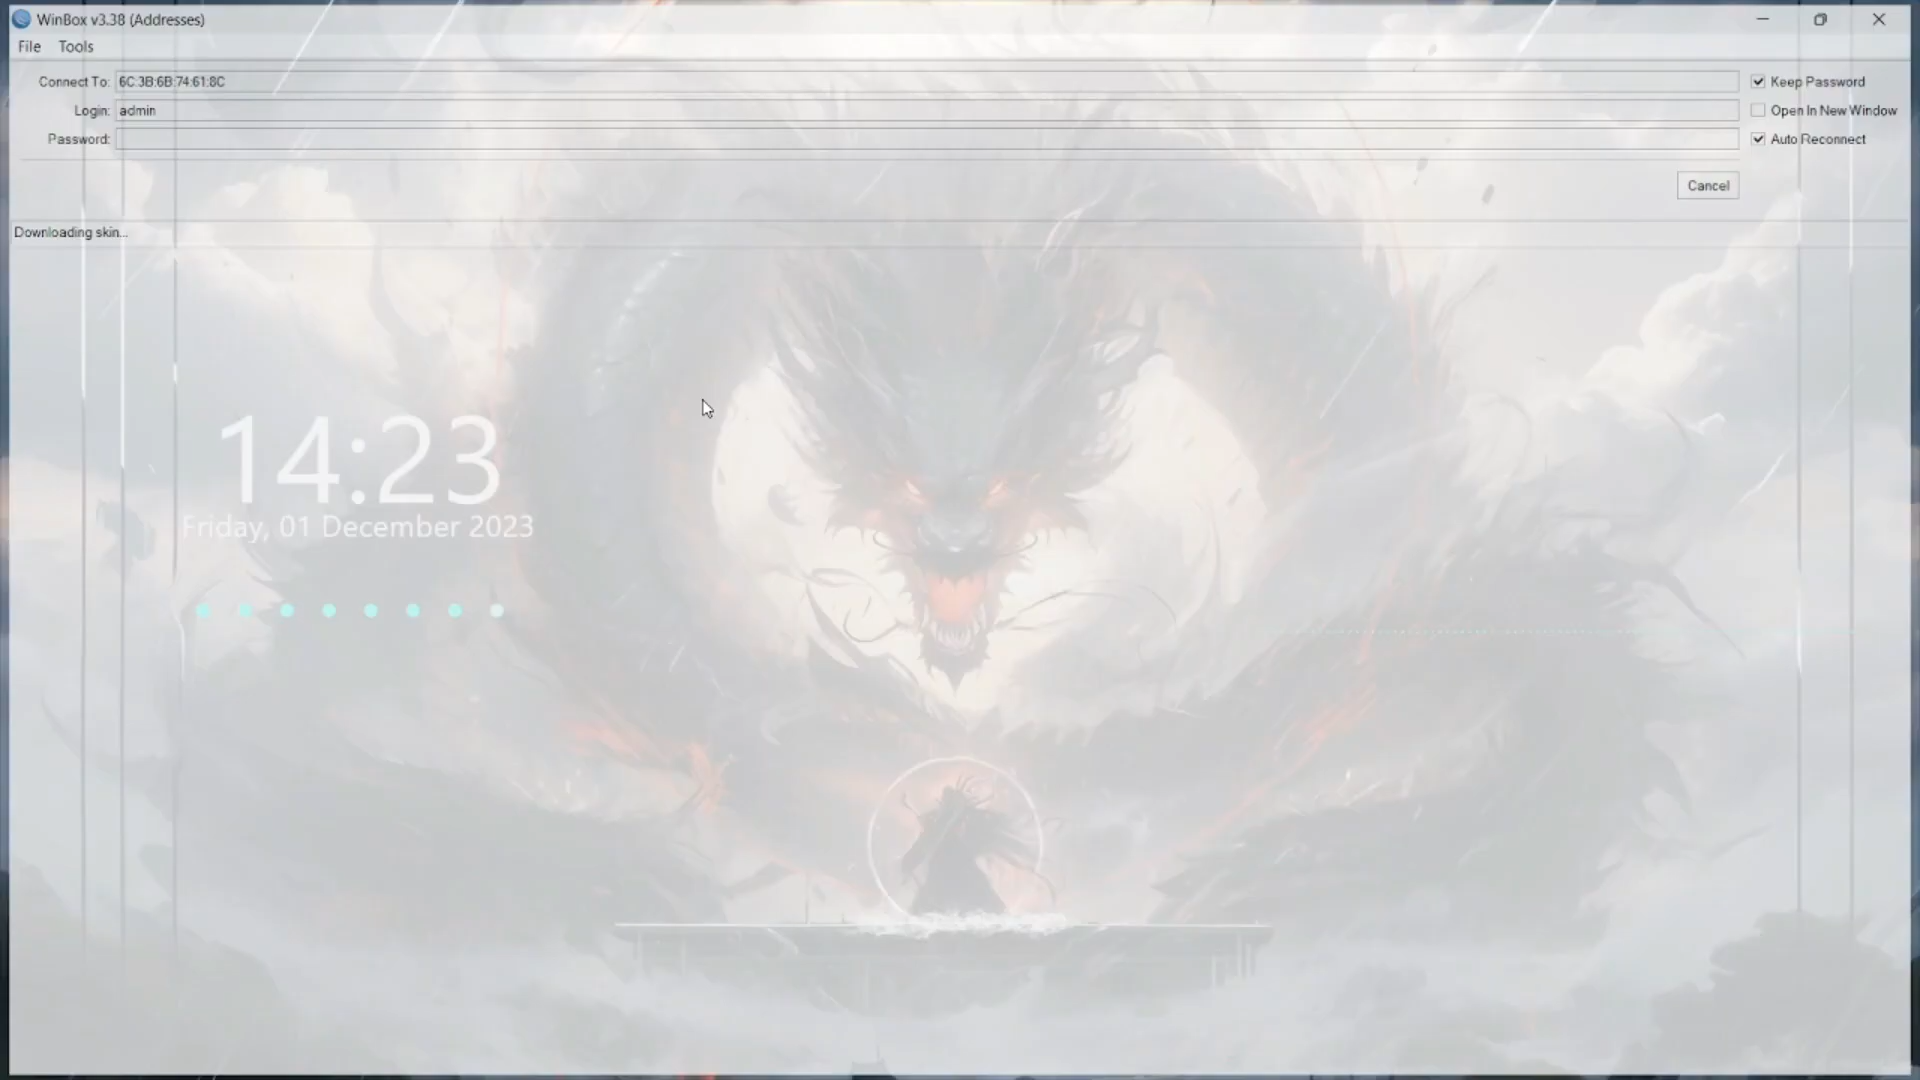 WinBox v3.38 (Addresses)
File Tools
Connect To: 6C:3B:6B:74:61:8C
Keep Password
Login: admin
Open In New Window
Password:
Auto Reconnect
Cancel
Downloading skin...
14:23
Friday, 01 December 2023